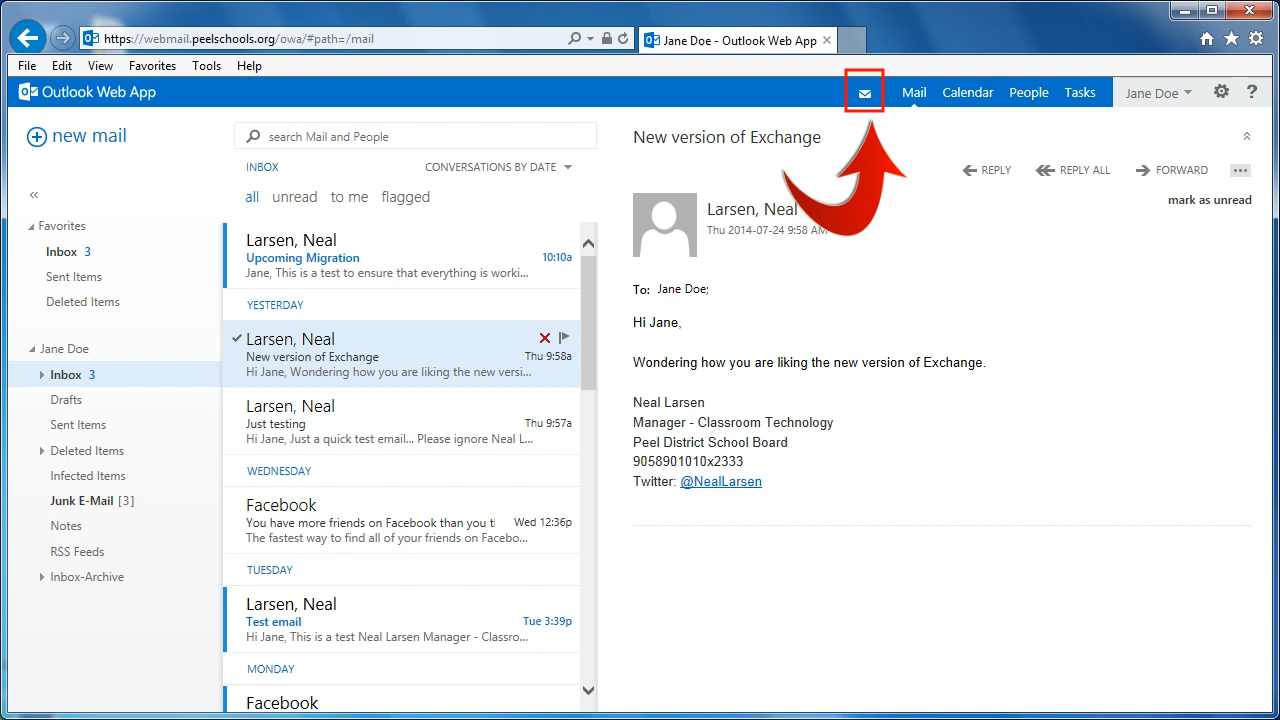 https://webmail.peelschools.org/owa/#path=/mail
Jane Doe - Outlook Web App
File Edit View Favorites Tools Help
Outlook Web App
Mail Calendar People Tasks Jane Doe ?
new mail
«
Favorites
Inbox 3
Sent Items
Deleted Items
Jane Doe
Inbox 3
Drafts
Sent Items
Deleted Items
Infected Items
Junk E-Mail [3]
Notes
RSS Feeds
Inbox-Archive
search Mail and People
INBOX CONVERSATIONS BY DATE
all unread to me flagged
Larsen, Neal
Upcoming Migration 10:10a
Jane, This is a test to ensure that everything is worki...
YESTERDAY
Larsen, Neal
New version of Exchange Thu 9:58a
Hi Jane, Wondering how you are liking the new versi...
Larsen, Neal
Just testing Thu 9:57a
Hi Jane, Just a quick test email... Please ignore Neal L...
WEDNESDAY
Facebook
You have more friends on Facebook than you tl Wed 12:36p
The fastest way to find all of your friends on Facebo...
TUESDAY
Larsen, Neal
Test email Tue 3:39p
Hi Jane, This is a test Neal Larsen Manager - Classro...
MONDAY
Facebook
New version of Exchange
REPLY REPLY ALL FORWARD ...
mark as unread
Larsen, Neal
Thu 2014-07-24 9:58 AM
To: Jane Doe;
Hi Jane,
Wondering how you are liking the new version of Exchange.
Neal Larsen
Manager - Classroom Technology
Peel District School Board
9058901010x2333
Twitter: @NealLarsen